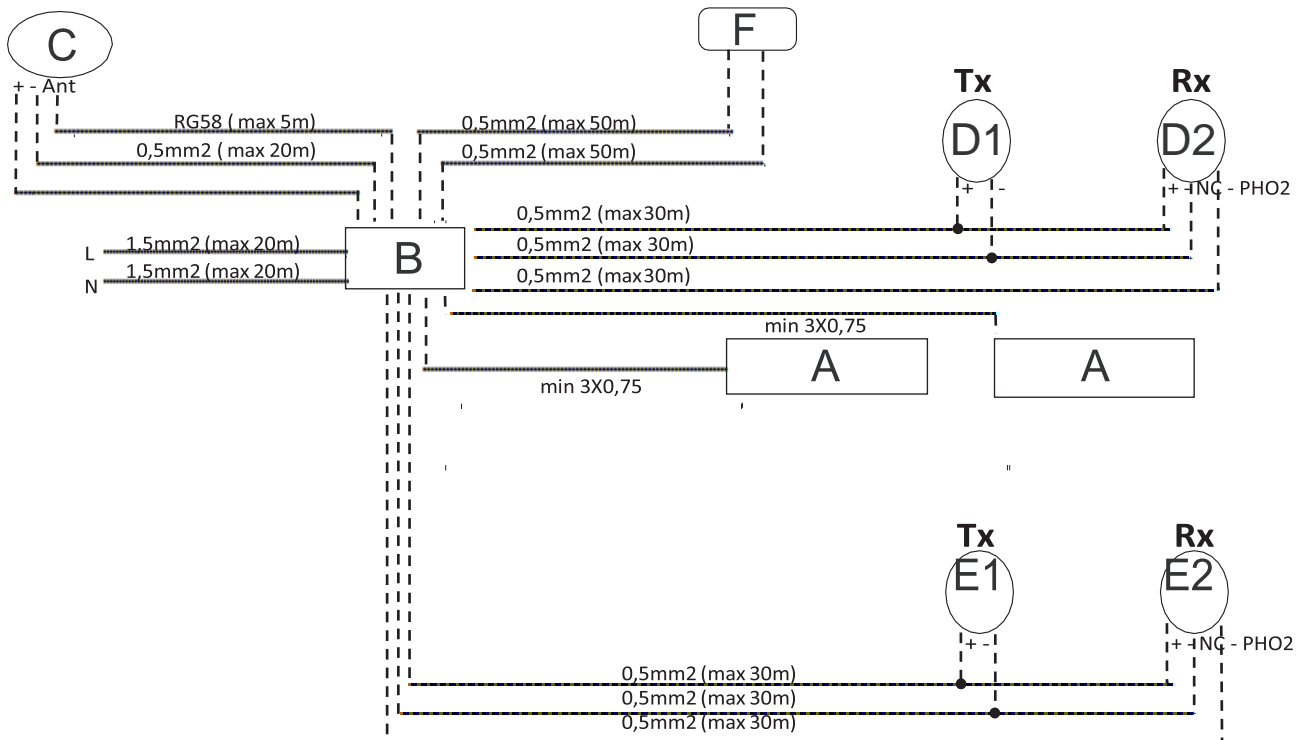 C
F
+ - Ant
Tx
Rx
RG58 ( max 5m)
0,5mm2 (max 50m)
D1
D2
0,5mm2 ( max 20m)
0,5mm2 (max 50m)
+ -
+ - NC - PHO2
0,5mm2 (max30m)
L
1,5mm2 (max 20m)
B
0,5mm2 (max 30m)
N
1,5mm2 (max 20m)
0,5mm2 (max30m)
min 3X0,75
A
A
min 3X0,75
Tx
Rx
E1
E2
+ -
+ - NC - PHO2
0,5mm2 (max 30m)
0,5mm2 (max 30m)
0,5mm2 (max 30m)